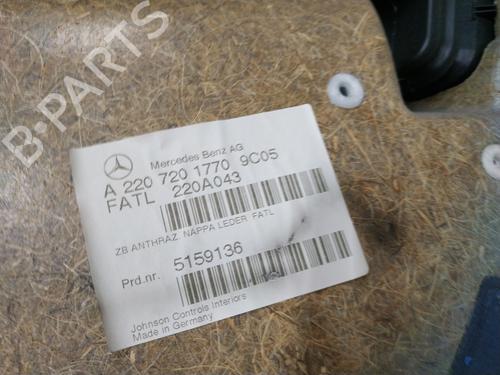 B-PARTS
Mercedes Benz AG
A 220 720 1770 9C05
FATL 220A043
ZB ANTHRAZ. NAPPA LEDER FATL
Prd.nr. 5159136
Johnson Controls Interiors
Made in Germany
B-PARTS